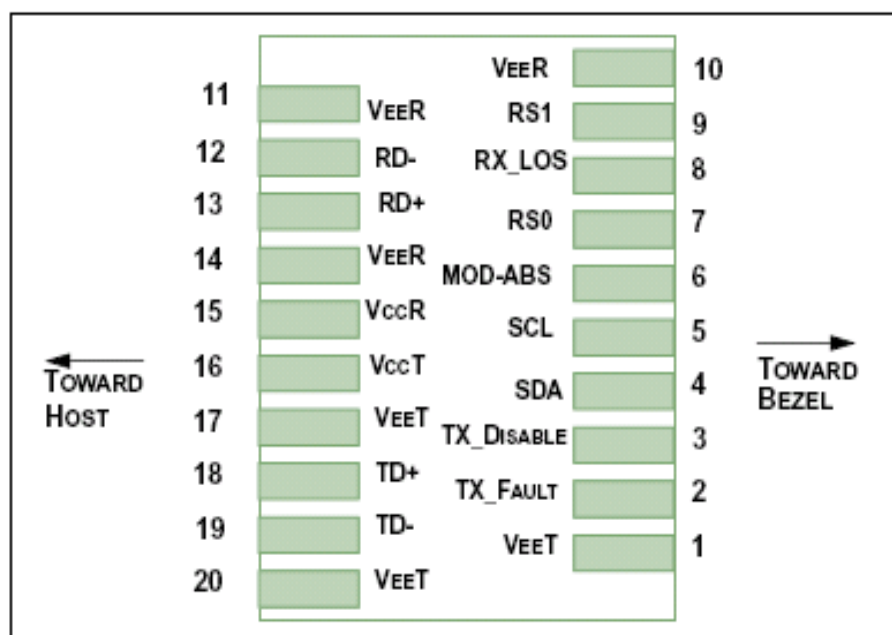 VEER 10
11 VEER
RS1 9
12 RD-
RX_LOS 8
13 RD+
RS0 7
14 VEER
MOD-ABS 6
15 VCCR
SCL 5
16 VCCT
TOWARD
HOST
TOWARD
BEZEL
SDA 4
17 VEET
TX_DISABLE 3
18 TD+
TX_FAULT 2
19 TD-
VEET 1
20 VEET